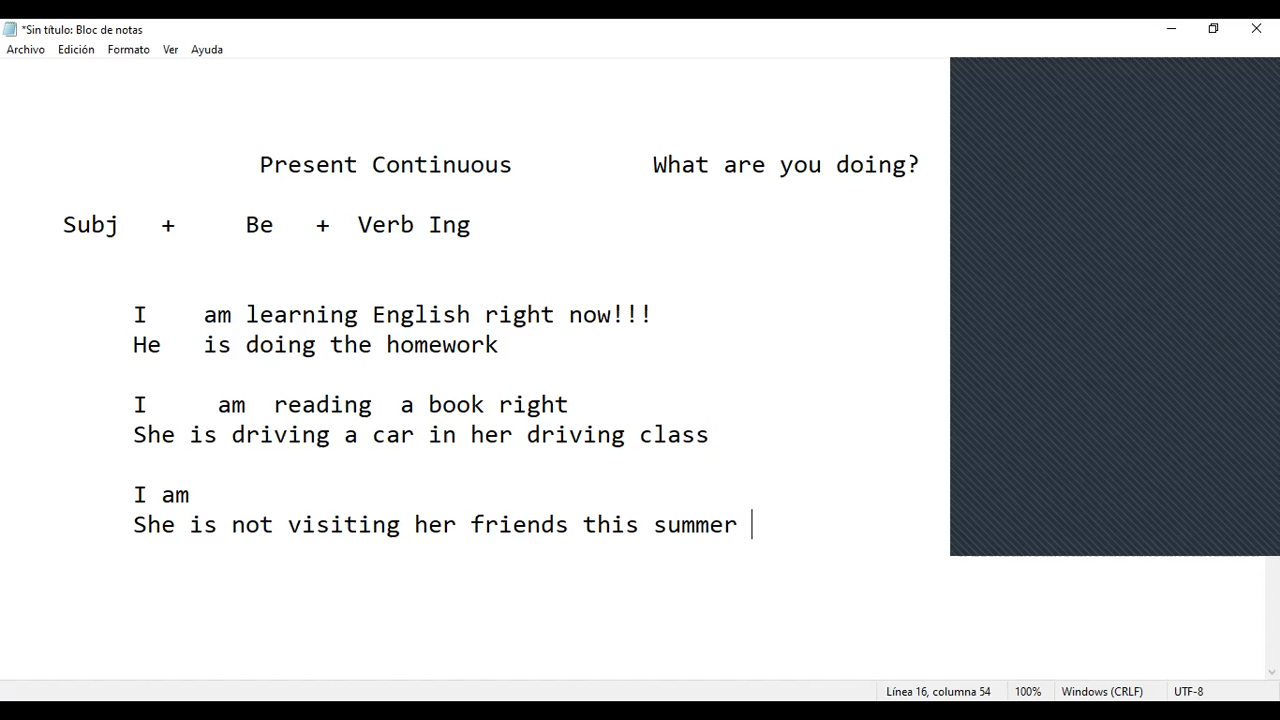 *Sin título: Bloc de notas
Archivo Edición Formato Ver Ayuda
Present Continuous What are you doing?
Subj + Be + Verb Ing
I am learning English right now!!!
He is doing the homework
I am reading a book right
She is driving a car in her driving class
I am
She is not visiting her friends this summer
Línea 16, columna 54 100% Windows (CRLF) UTF-8